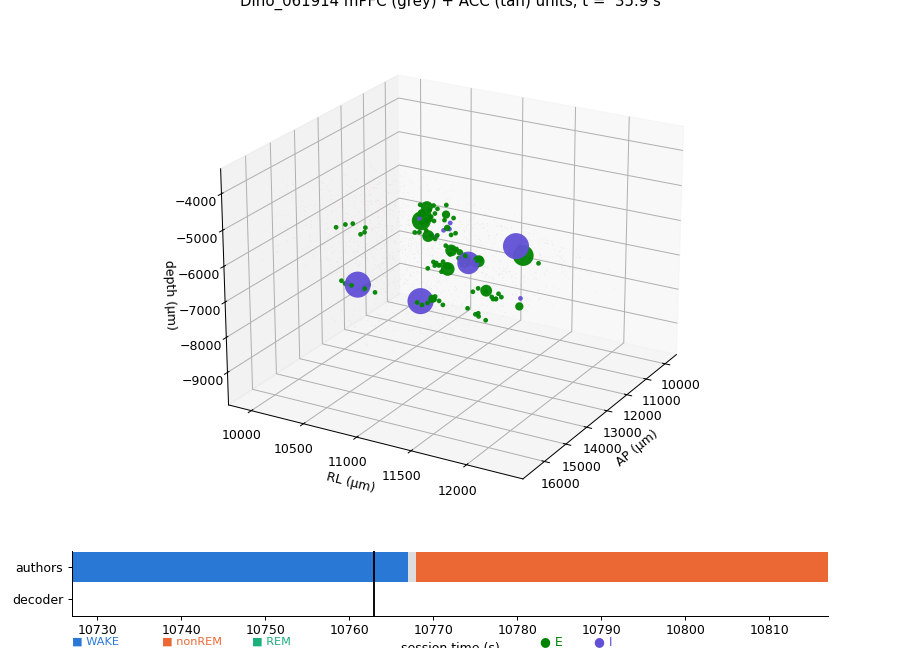 Dino_061914 mPFC (grey) + ACC (tan) units, t = 35.9 s
−4000
−5000
−6000
−7000
−8000
−9000
depth (μm)
10000
10500
11000
11500
12000
RL (μm)
10000
11000
12000
13000
14000
15000
16000
AP (μm)
authors
decoder
10730 10740 10750 10760 10770 10780 10790 10800 10810
session time (s)
WAKE nonREM REM E I